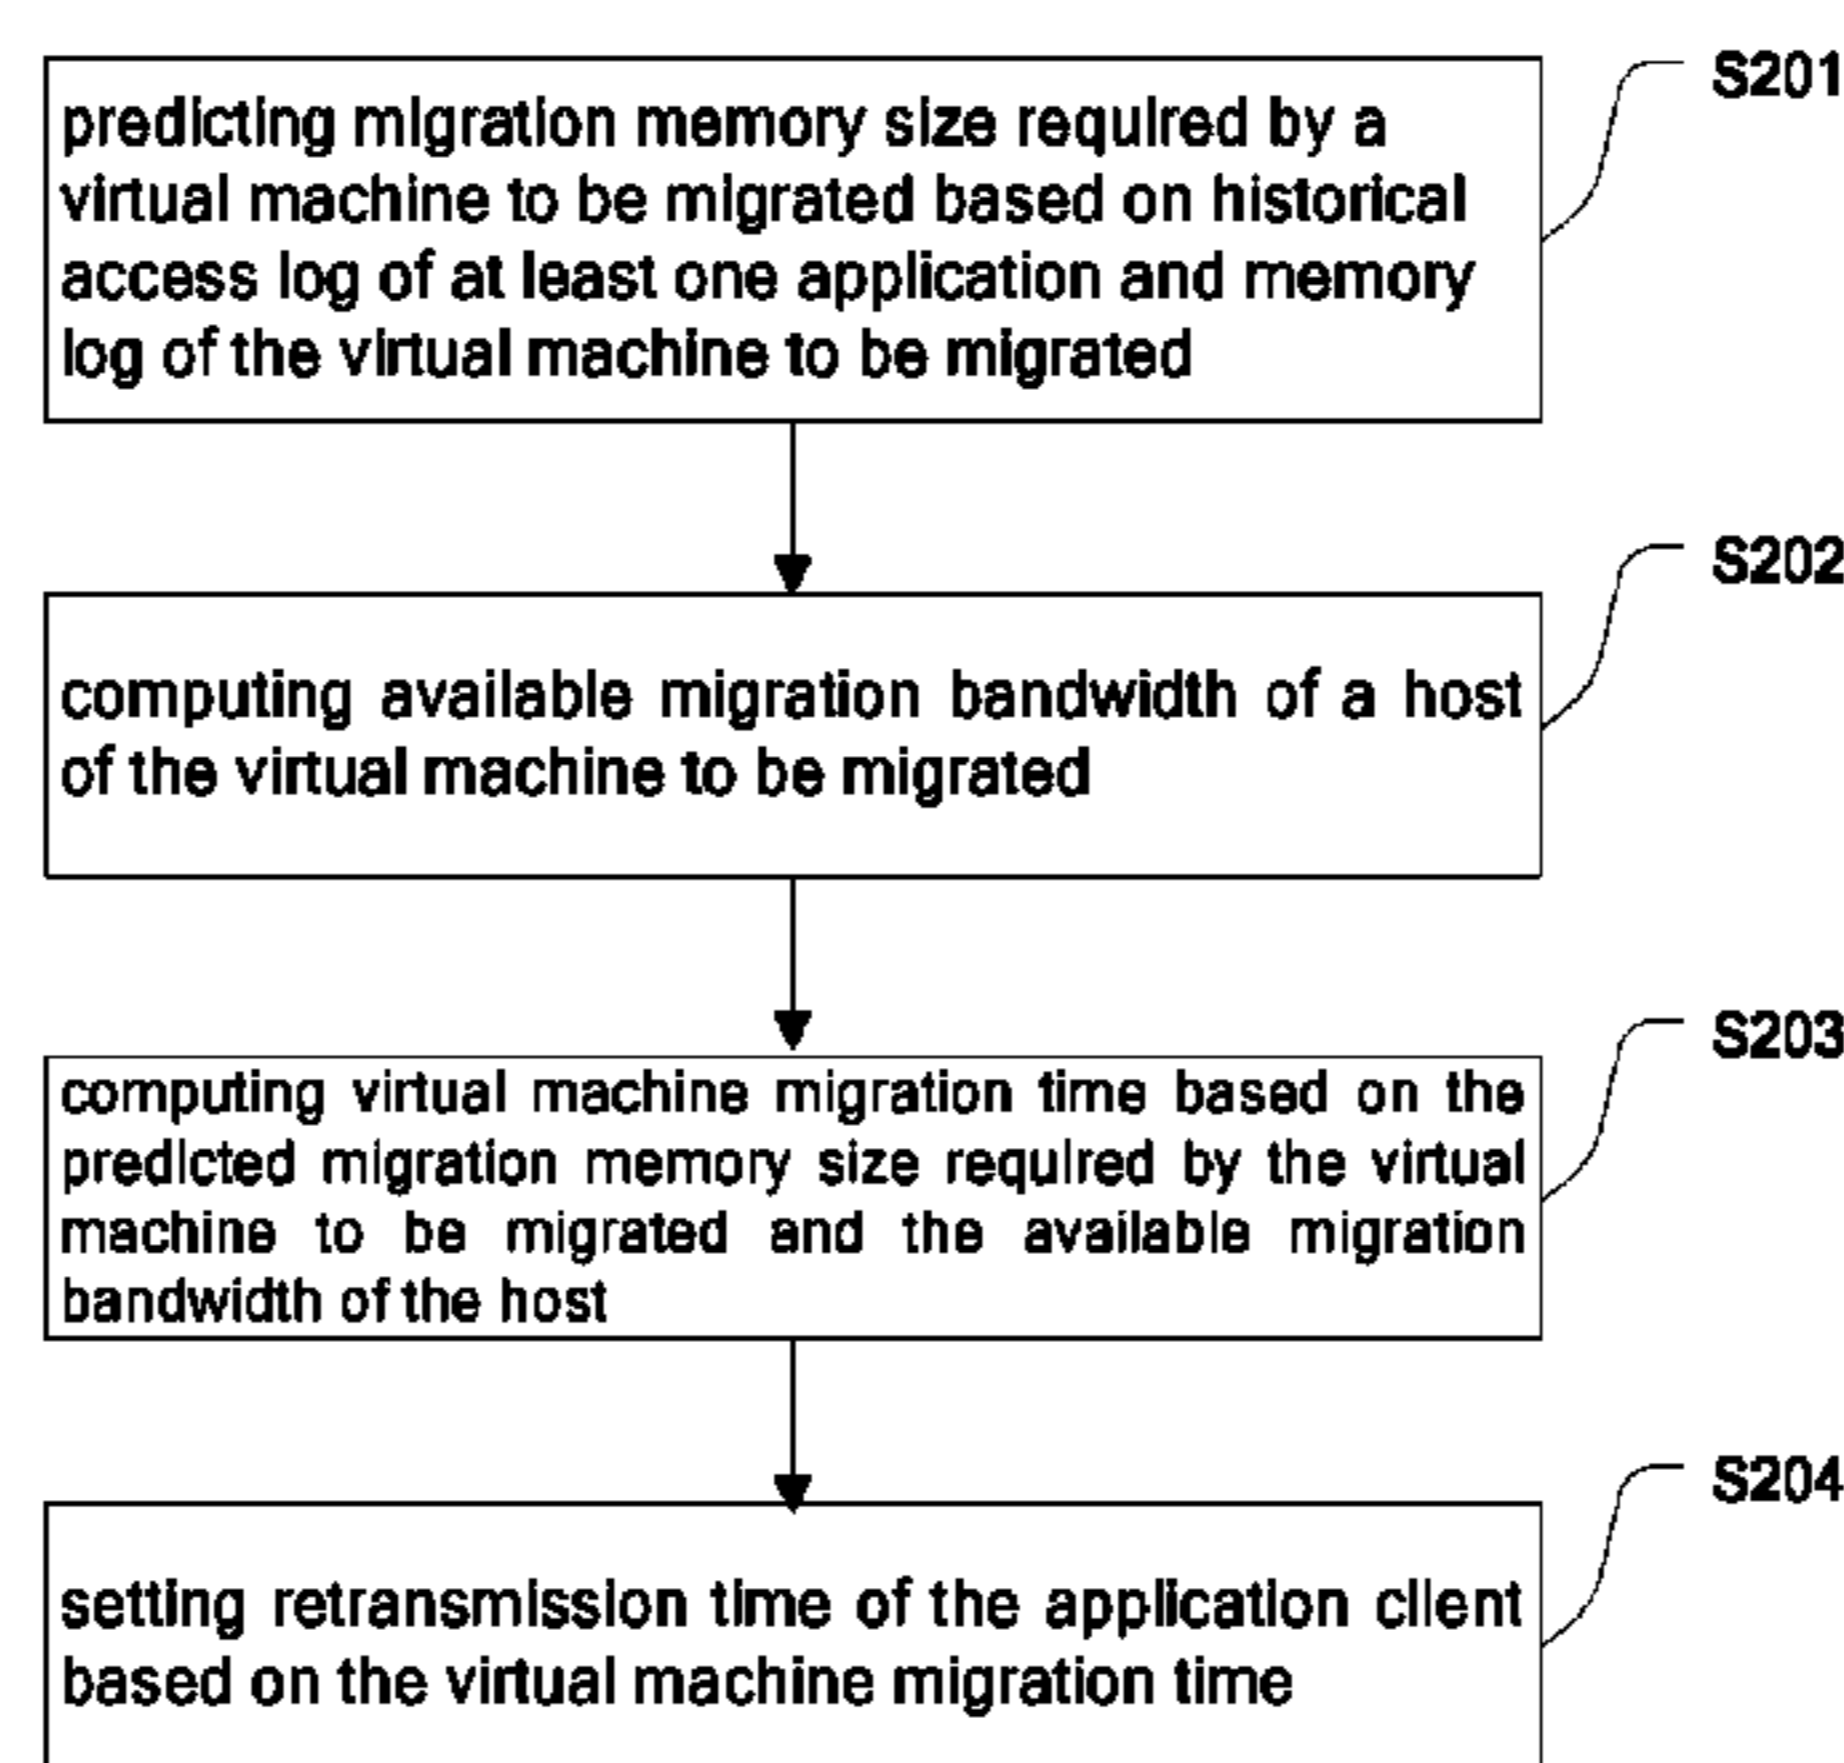 S201
predicting migration memory size required by a
virtual machine to be migrated based on historical
access log of at least one application and memory
log of the virtual machine to be migrated
S202
computing available migration bandwidth of a host
of the virtual machine to be migrated
S203
computing virtual machine migration time based on the
predicted migration memory size required by the virtual
machine to be migrated and the available migration
bandwidth of the host
S204
setting retransmission time of the application client
based on the virtual machine migration time